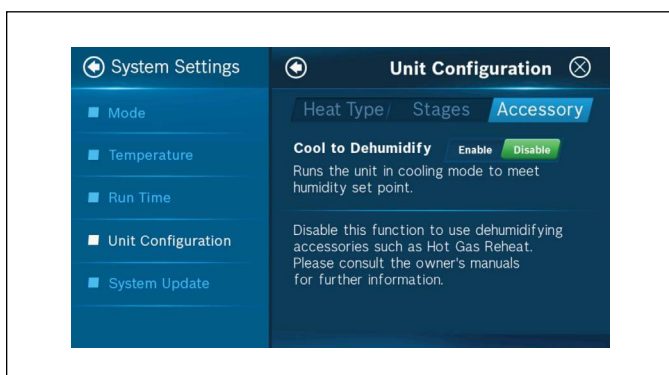 System Settings
Mode
Temperature
Run Time
Unit Configuration
System Update
Unit Configuration
Heat Type Stages Accessory
Cool to Dehumidify Enable Disable
Runs the unit in cooling mode to meet
humidity set point.
Disable this function to use dehumidifying
accessories such as Hot Gas Reheat.
Please consult the owner's manuals
for further information.